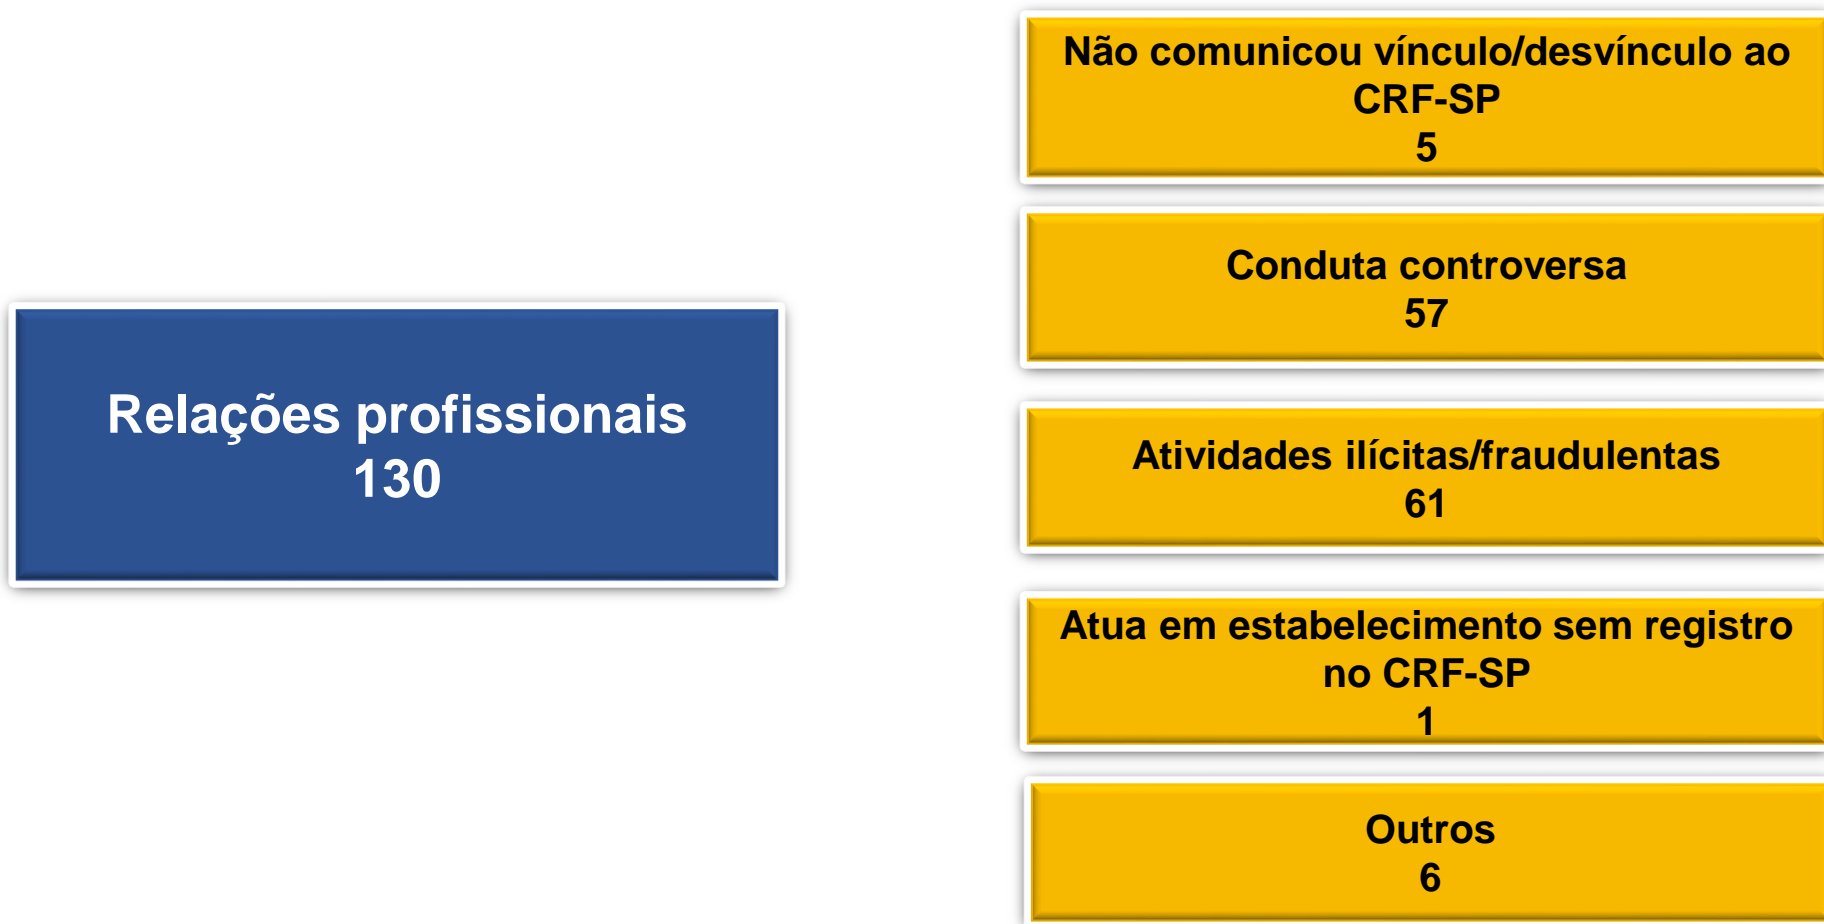 Relações profissionais
130
Não comunicou vínculo/desvínculo ao
CRF-SP
5
Conduta controversa
57
Atividades ilícitas/fraudulentas
61
Atua em estabelecimento sem registro
no CRF-SP
1
Outros
6